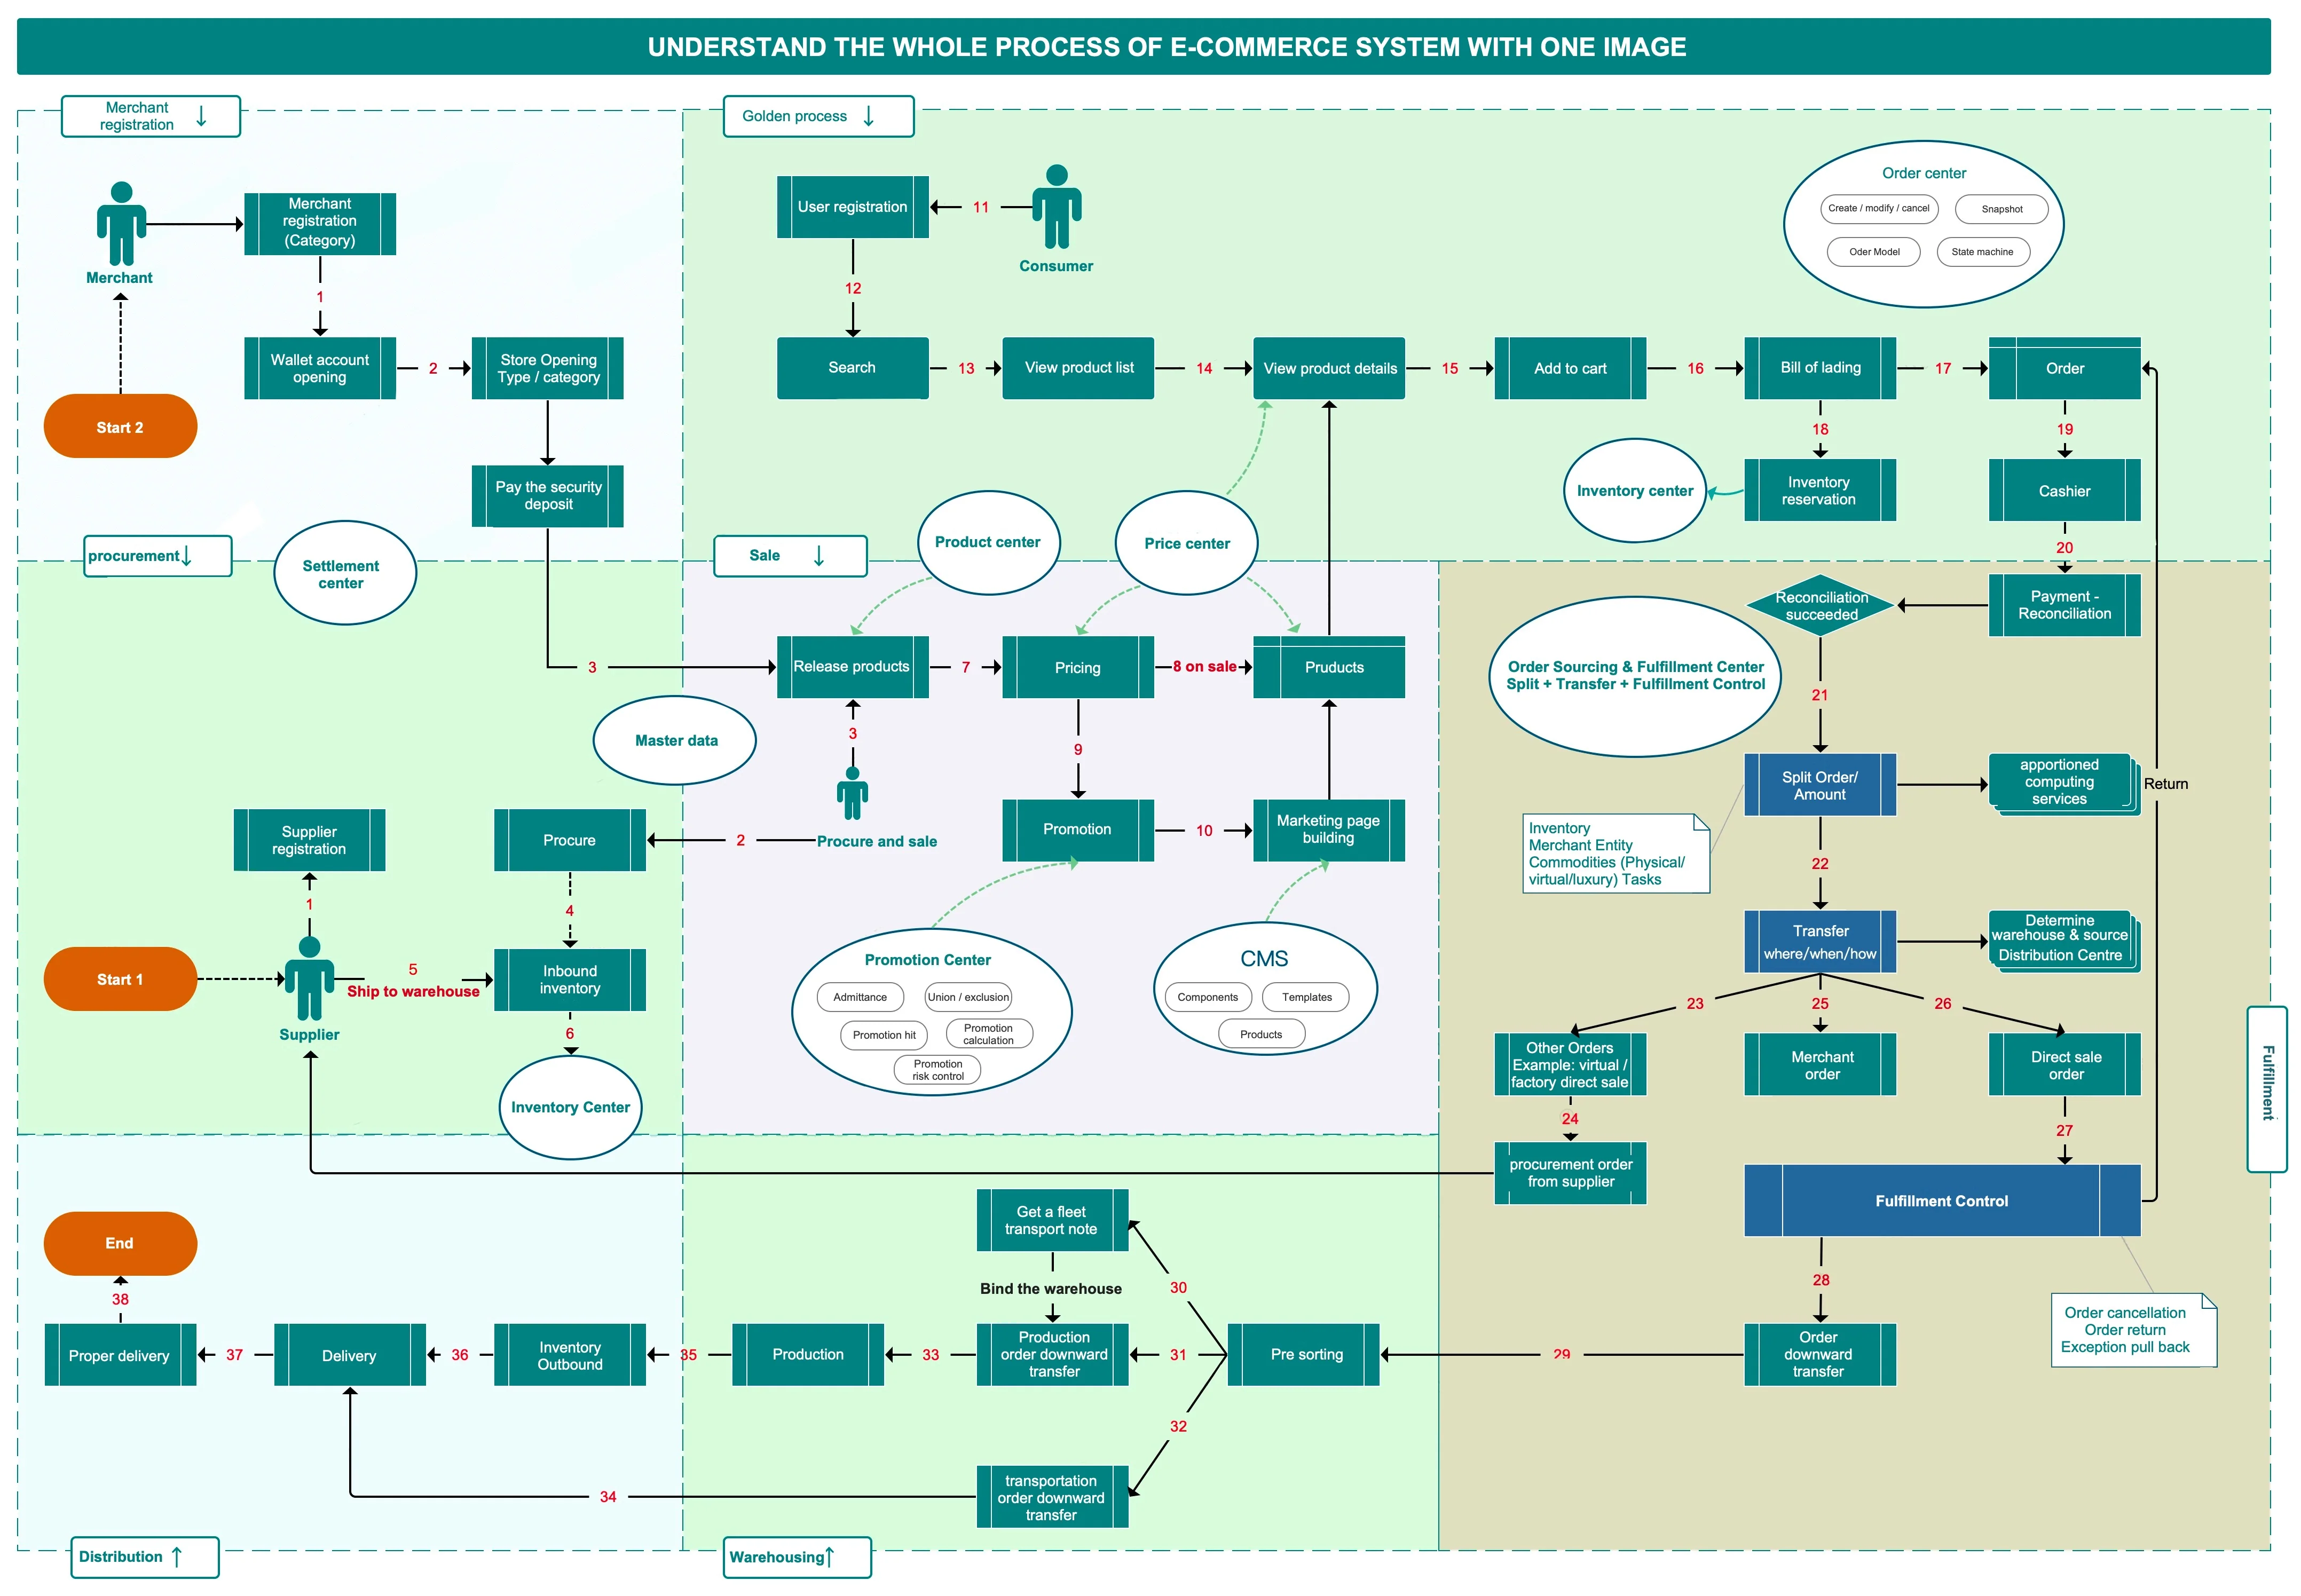 UNDERSTAND THE WHOLE PROCESS OF E-COMMERCE SYSTEM WITH ONE IMAGE
Merchant
registration ↓
Merchant
Merchant
registration
(Category)
1
Wallet account
opening
2
Store Opening
Type / category
Start 2
Pay the security
deposit
Golden process ↓
User registration
11
Consumer
12
Search
13
View product list
14
View product details
15
Add to cart
16
Bill of lading
17
Order
Order center
Create / modify / cancel
Snapshot
Oder Model
State machine
18
19
Inventory center
Inventory
reservation
Cashier
20
procurement↓
Settlement
center
3
Master data
Supplier
registration
Procure
2
1
4
Start 1
Supplier
5
Ship to warehouse
Inbound
inventory
6
Inventory Center
Sale ↓
Product center
Price center
Release products
7
Pricing
8 on sale
Pruducts
3
9
Procure and sale
Promotion
10
Marketing page
building
Promotion Center
Admittance
Union / exclusion
Promotion hit
Promotion
calculation
Promotion
risk control
CMS
Components
Templates
Products
Reconciliation
succeeded
Payment -
Reconciliation
Order Sourcing & Fulfillment Center
Split + Transfer + Fulfillment Control
21
Split Order/
Amount
apportioned
computing
services
Return
Inventory
Merchant Entity
Commodities (Physical/
virtual/luxury) Tasks
22
Transfer
where/when/how
Determine
warehouse & source
Distribution Centre
23
25
26
Other Orders
Example: virtual /
factory direct sale
Merchant
order
Direct sale
order
24
27
procurement order
from supplier
Fulfillment Control
Fulfillment
28
Order cancellation
Order return
Exception pull back
Order
downward
transfer
29
Get a fleet
transport note
Bind the warehouse
30
Pre sorting
31
Production
order downward
transfer
33
Production
35
32
transportation
order downward
transfer
34
End
38
Proper delivery
37
Delivery
36
Inventory
Outbound
Distribution ↑
Warehousing↑